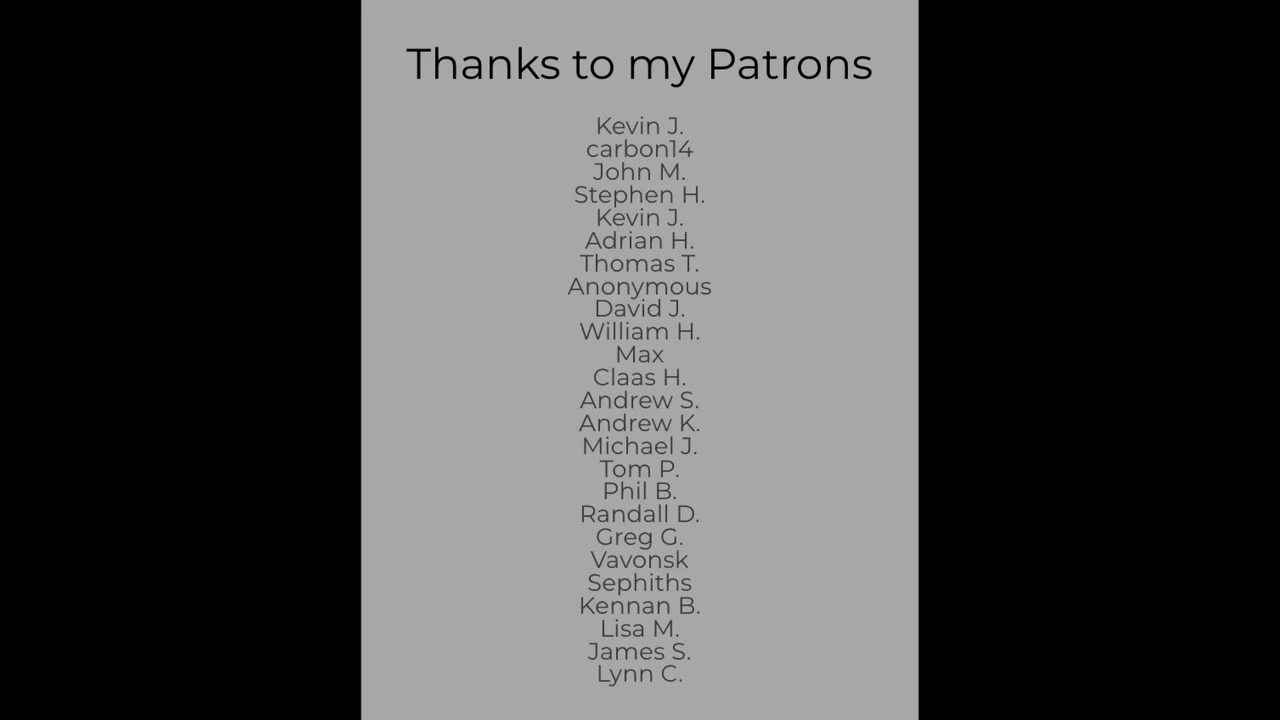 Thanks to my Patrons
Kevin J.
carbon14
John M.
Stephen H.
Kevin J.
Adrian H.
Thomas T.
Anonymous
David J.
William H.
Max
Claas H.
Andrew S.
Andrew K.
Michael J.
Tom P.
Phil B.
Randall D.
Greg G.
Vavonsk
Sephiths
Kennan B.
Lisa M.
James S.
Lynn C.